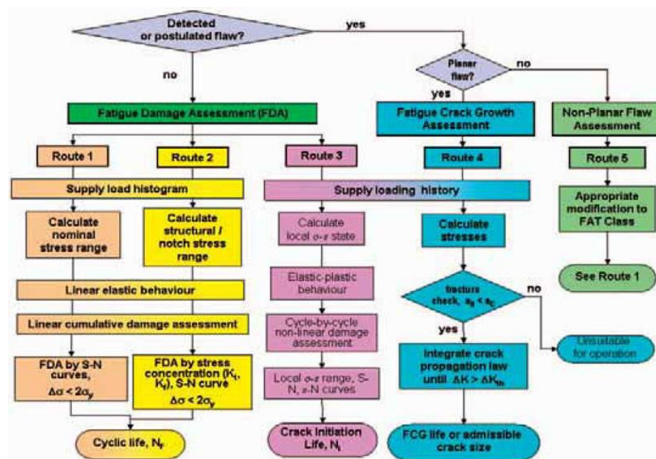 Detected
or postulated flaw?
yes
no
Planar
flaw?
no
yes
Fatigue Damage Assessment (FDA)
Fatigue Crack Growth
Assessment
Non-Planar Flaw
Assessment
Route 1
Route 2
Route 3
Route 4
Route 5
Supply load histogram
Supply loading history
Appropriate
modification to
FAT Class
Calculate
nominal
stress range
Calculate
structural /
notch stress
range
Calculate
local σ-ε state
Calculate
stresses
See Route 1
Linear elastic behaviour
Elastic-plastic
behaviour
fracture
check, a₀ < a_c
no
yes
Linear cumulative damage assessment
Cycle-by-cycle
non-linear damage
assessment
Unsuitable
for operation
FDA by S-N
curves,
Δσ < 2σy
FDA by stress
concentration (Kt,
Kf), S-N curve
Δσ < 2σy
Local σ-ε range, S-
N, ε-N curves
Integrate crack
propagation law
until ΔK > ΔKth
Cyclic life, Nf
Crack Initiation
Life, Ni
FCG life or admissible
crack size